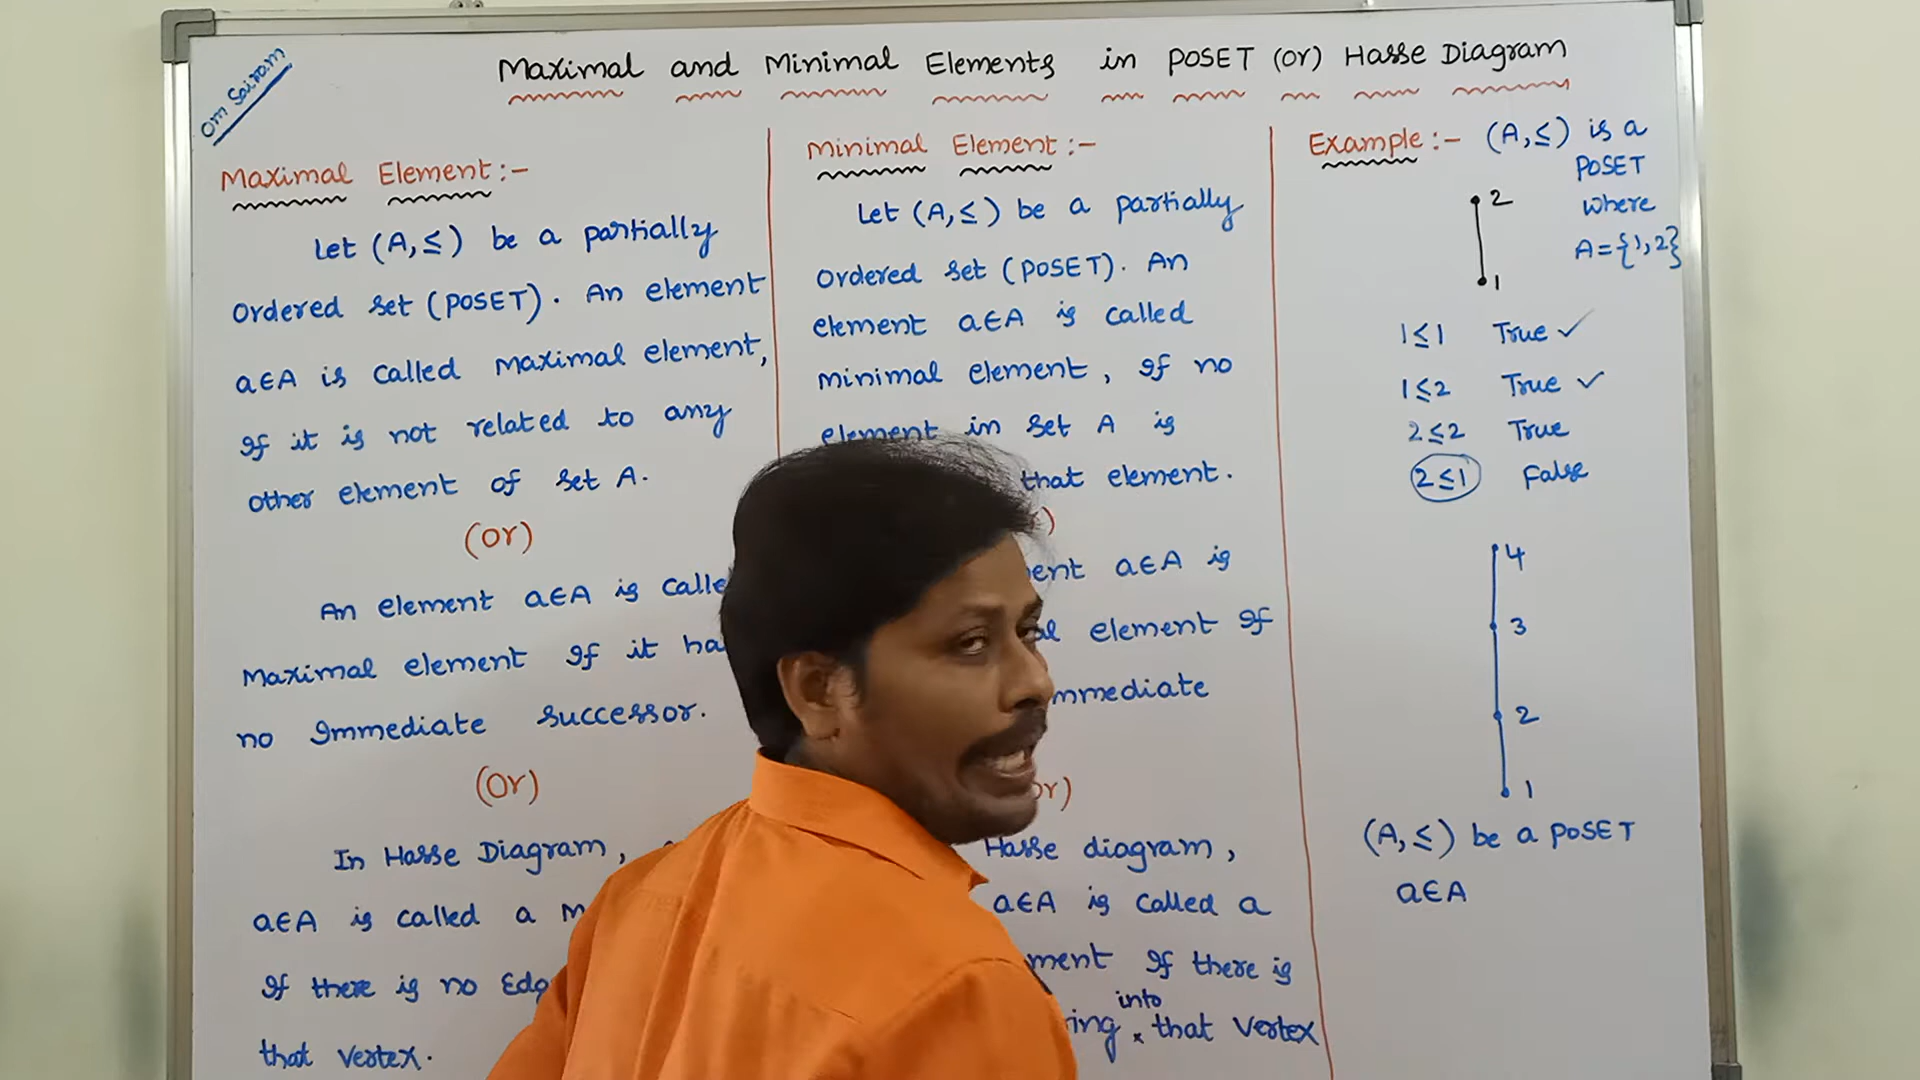 Om Sairam
Maximal and Minimal Elements in POSET (or) Hasse Diagram
Maximal Element :-
Let (A, ≤) be a partially
Ordered set (POSET). An element
a∈A is called maximal element,
If it is not related to any
Other element of set A.
(Or)
An element a∈A is calle
Maximal element If it ha
no Immediate Successor.
(Or)
In Hasse Diagram,
a∈A is called a M
If there is no Edg
that vertex.
Minimal Element :-
Let (A, ≤) be a partially
Ordered set (POSET). An
element a∈A is called
minimal element, If no
element in set A is
that element.
ent a∈A is
al element If
mmediate
or)
Hasse diagram,
a∈A is called a
ment If there is
into
ing × that vertex
Example :- (A, ≤) is a
POSET
where
A={1,2}
2
1
1≤1 True ✓
1≤2 True ✓
2≤2 True
2≤1 False
4
3
2
1
(A, ≤) be a POSET
a∈A